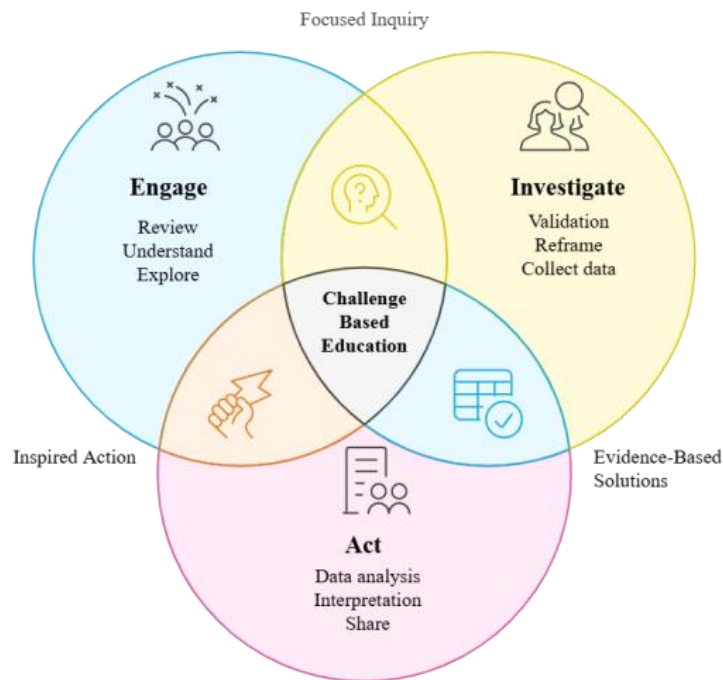 Focused Inquiry
Engage
Review
Understand
Explore
Investigate
Validation
Reframe
Collect data
?
Challenge
Based
Education
Inspired Action
Evidence-Based
Solutions
Act
Data analysis
Interpretation
Share